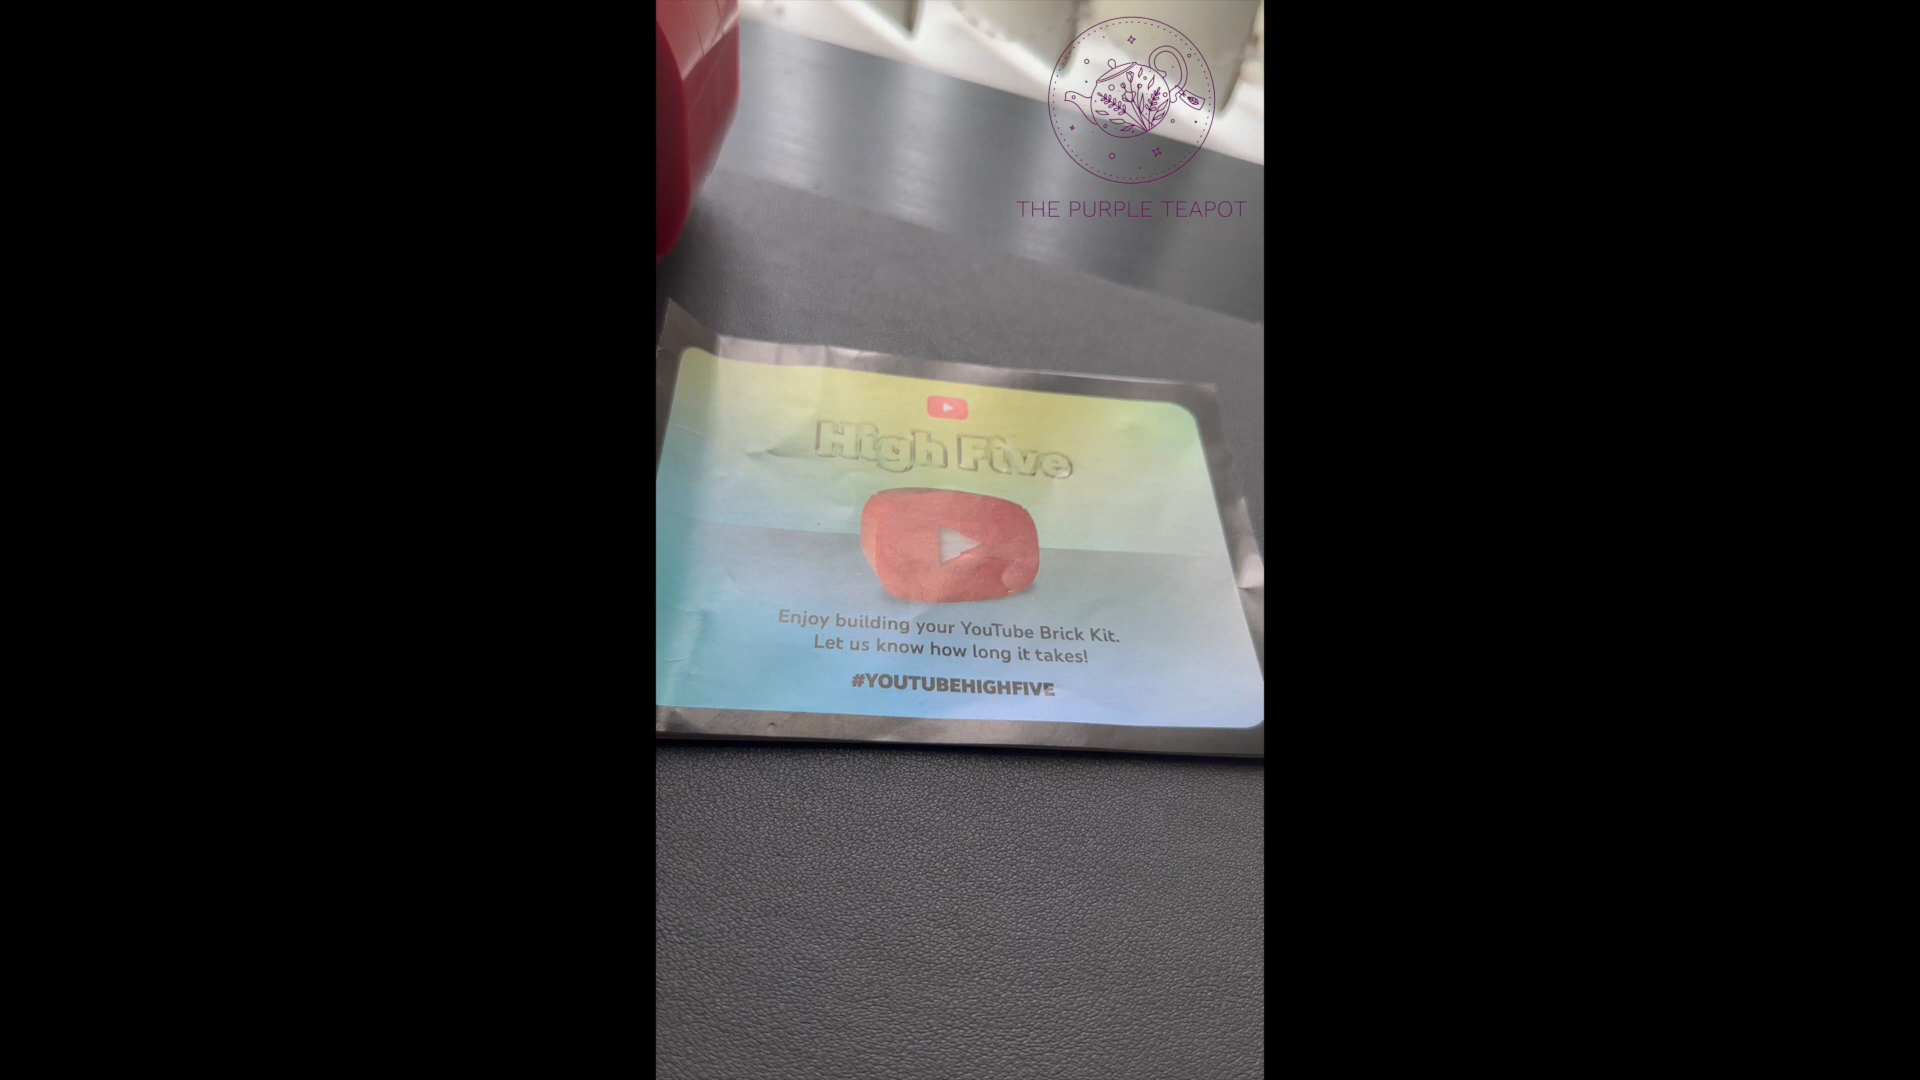 THE PURPLE TEAPOT
High Five
Enjoy building your YouTube Brick Kit.
Let us know how long it takes!
#YOUTUBEHIGHFIVE